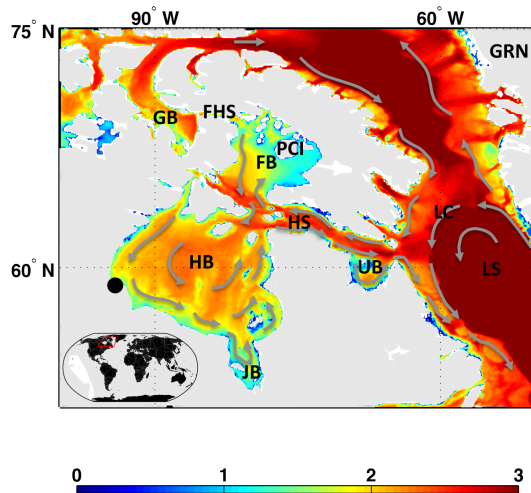 90° W 60° W
75° N
GRN
GB FHS
PCI
FB
LC
HS
HB UB LS
60° N
JB
0 1 2 3